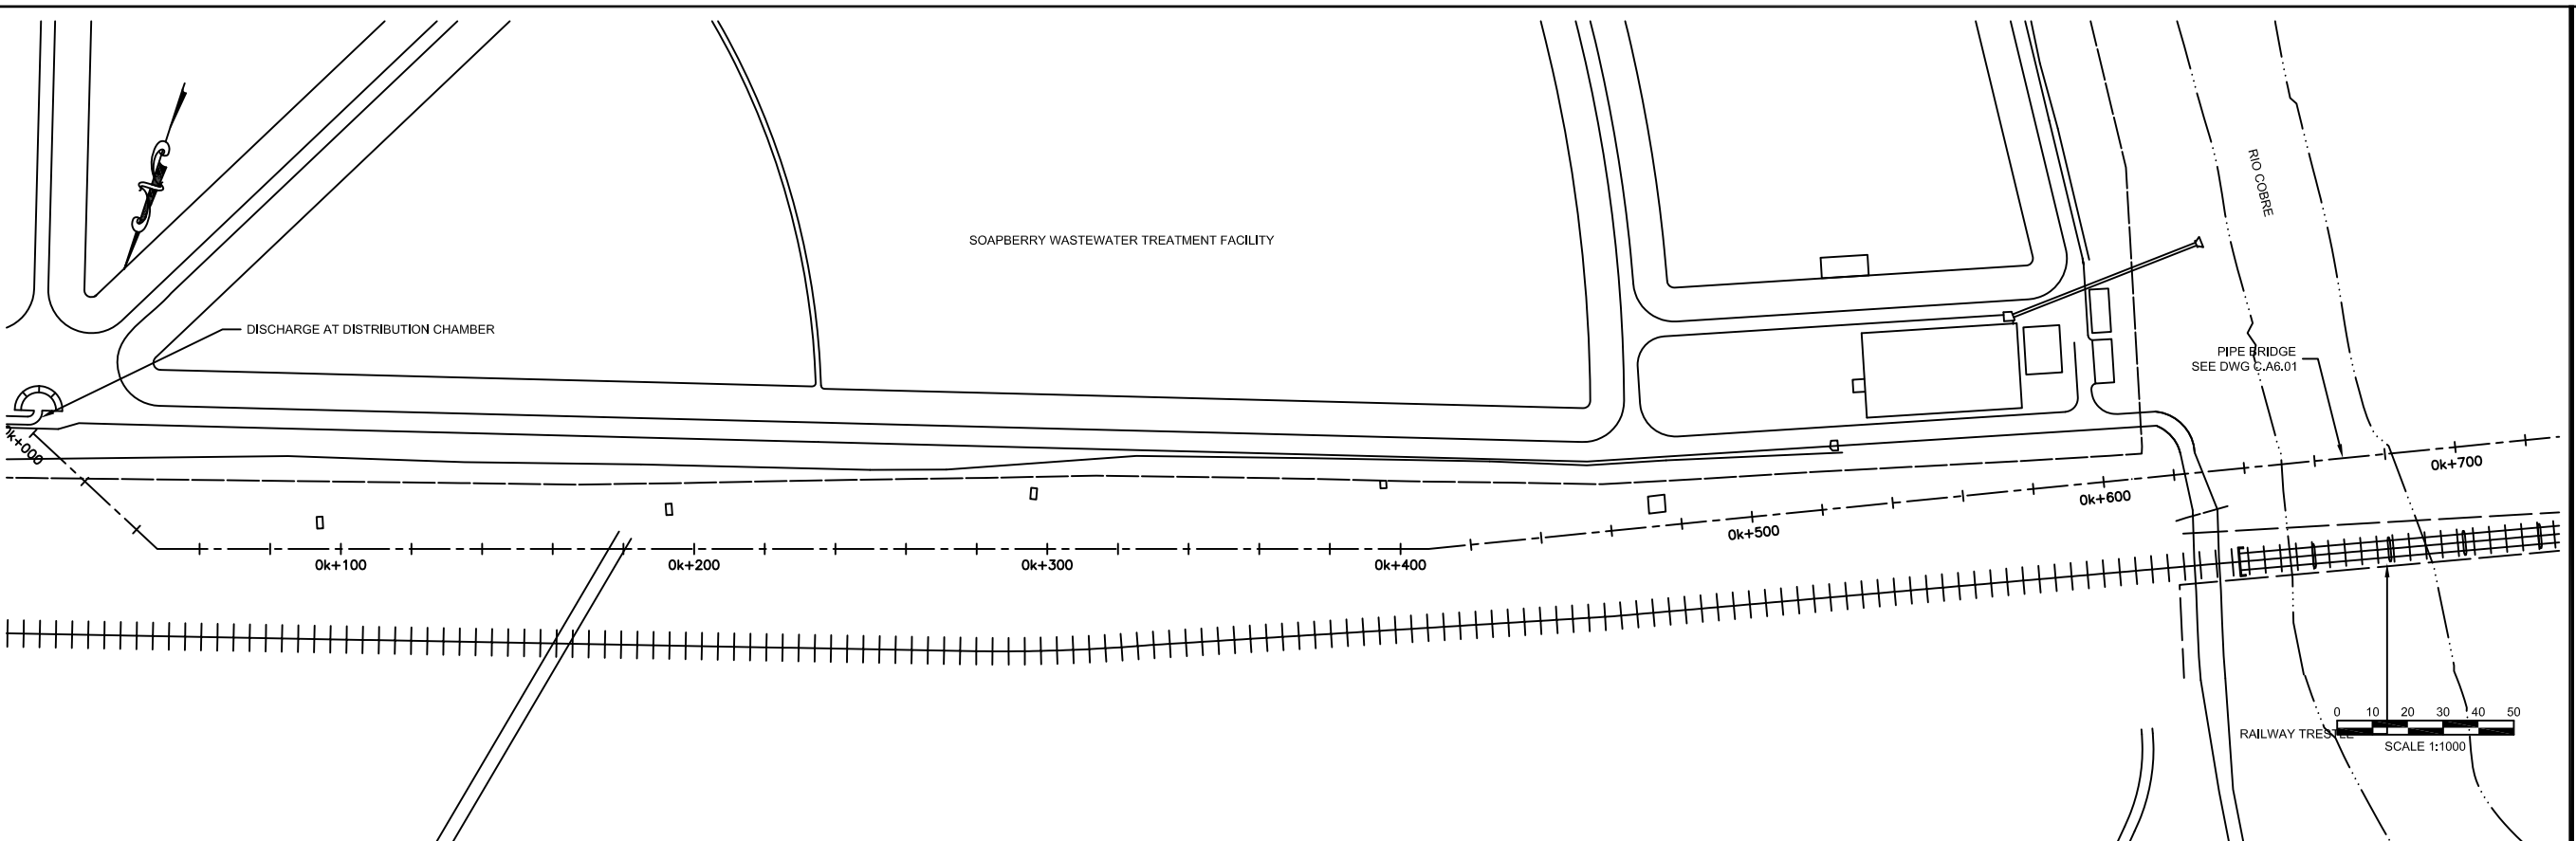 RIO COBRE
SOAPBERRY WASTEWATER TREATMENT FACILITY
DISCHARGE AT DISTRIBUTION CHAMBER
PIPE BRIDGE
SEE DWG C.A6.01
k+000
0k+100
0k+200
0k+300
0k+400
0k+500
0k+600
0k+700
0 10 20 30 40 50
RAILWAY TRESTLE
SCALE 1:1000